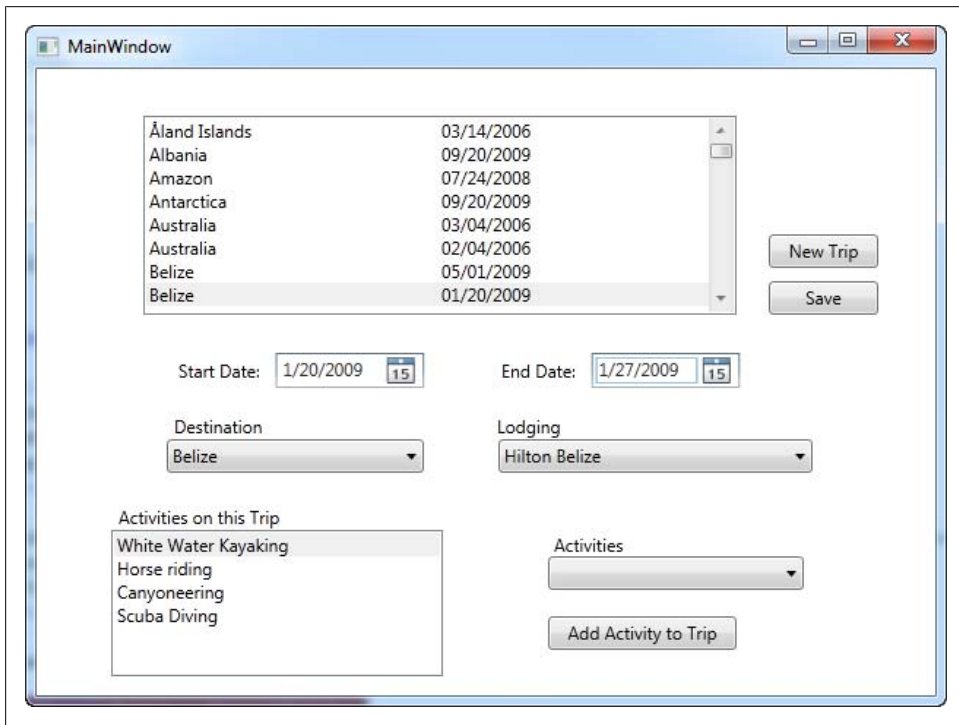 MainWindow
Åland Islands 03/14/2006
Albania 09/20/2009
Amazon 07/24/2008
Antarctica 09/20/2009
Australia 03/04/2006
Australia 02/04/2006
Belize 05/01/2009
Belize 01/20/2009
New Trip
Save
Start Date: 1/20/2009 15
End Date: 1/27/2009 15
Destination
Belize
Lodging
Hilton Belize
Activities on this Trip
White Water Kayaking
Horse riding
Canyoneering
Scuba Diving
Activities
Add Activity to Trip